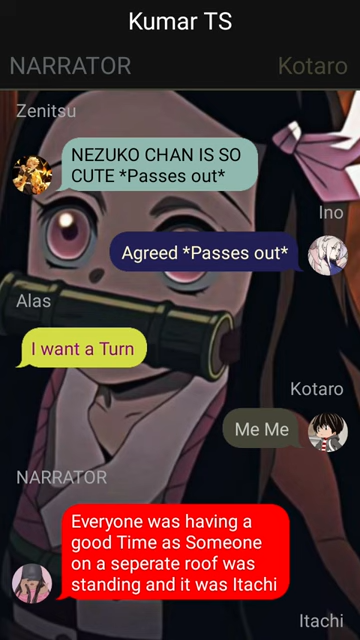 Kumar TS
NARRATOR Kotaro
Zenitsu
NEZUKO CHAN IS SO
CUTE *Passes out*
Ino
Agreed *Passes out*
Alas
I want a Turn
Kotaro
Me Me
NARRATOR
Everyone was having a
good Time as Someone
on a seperate roof was
standing and it was Itachi
Itachi